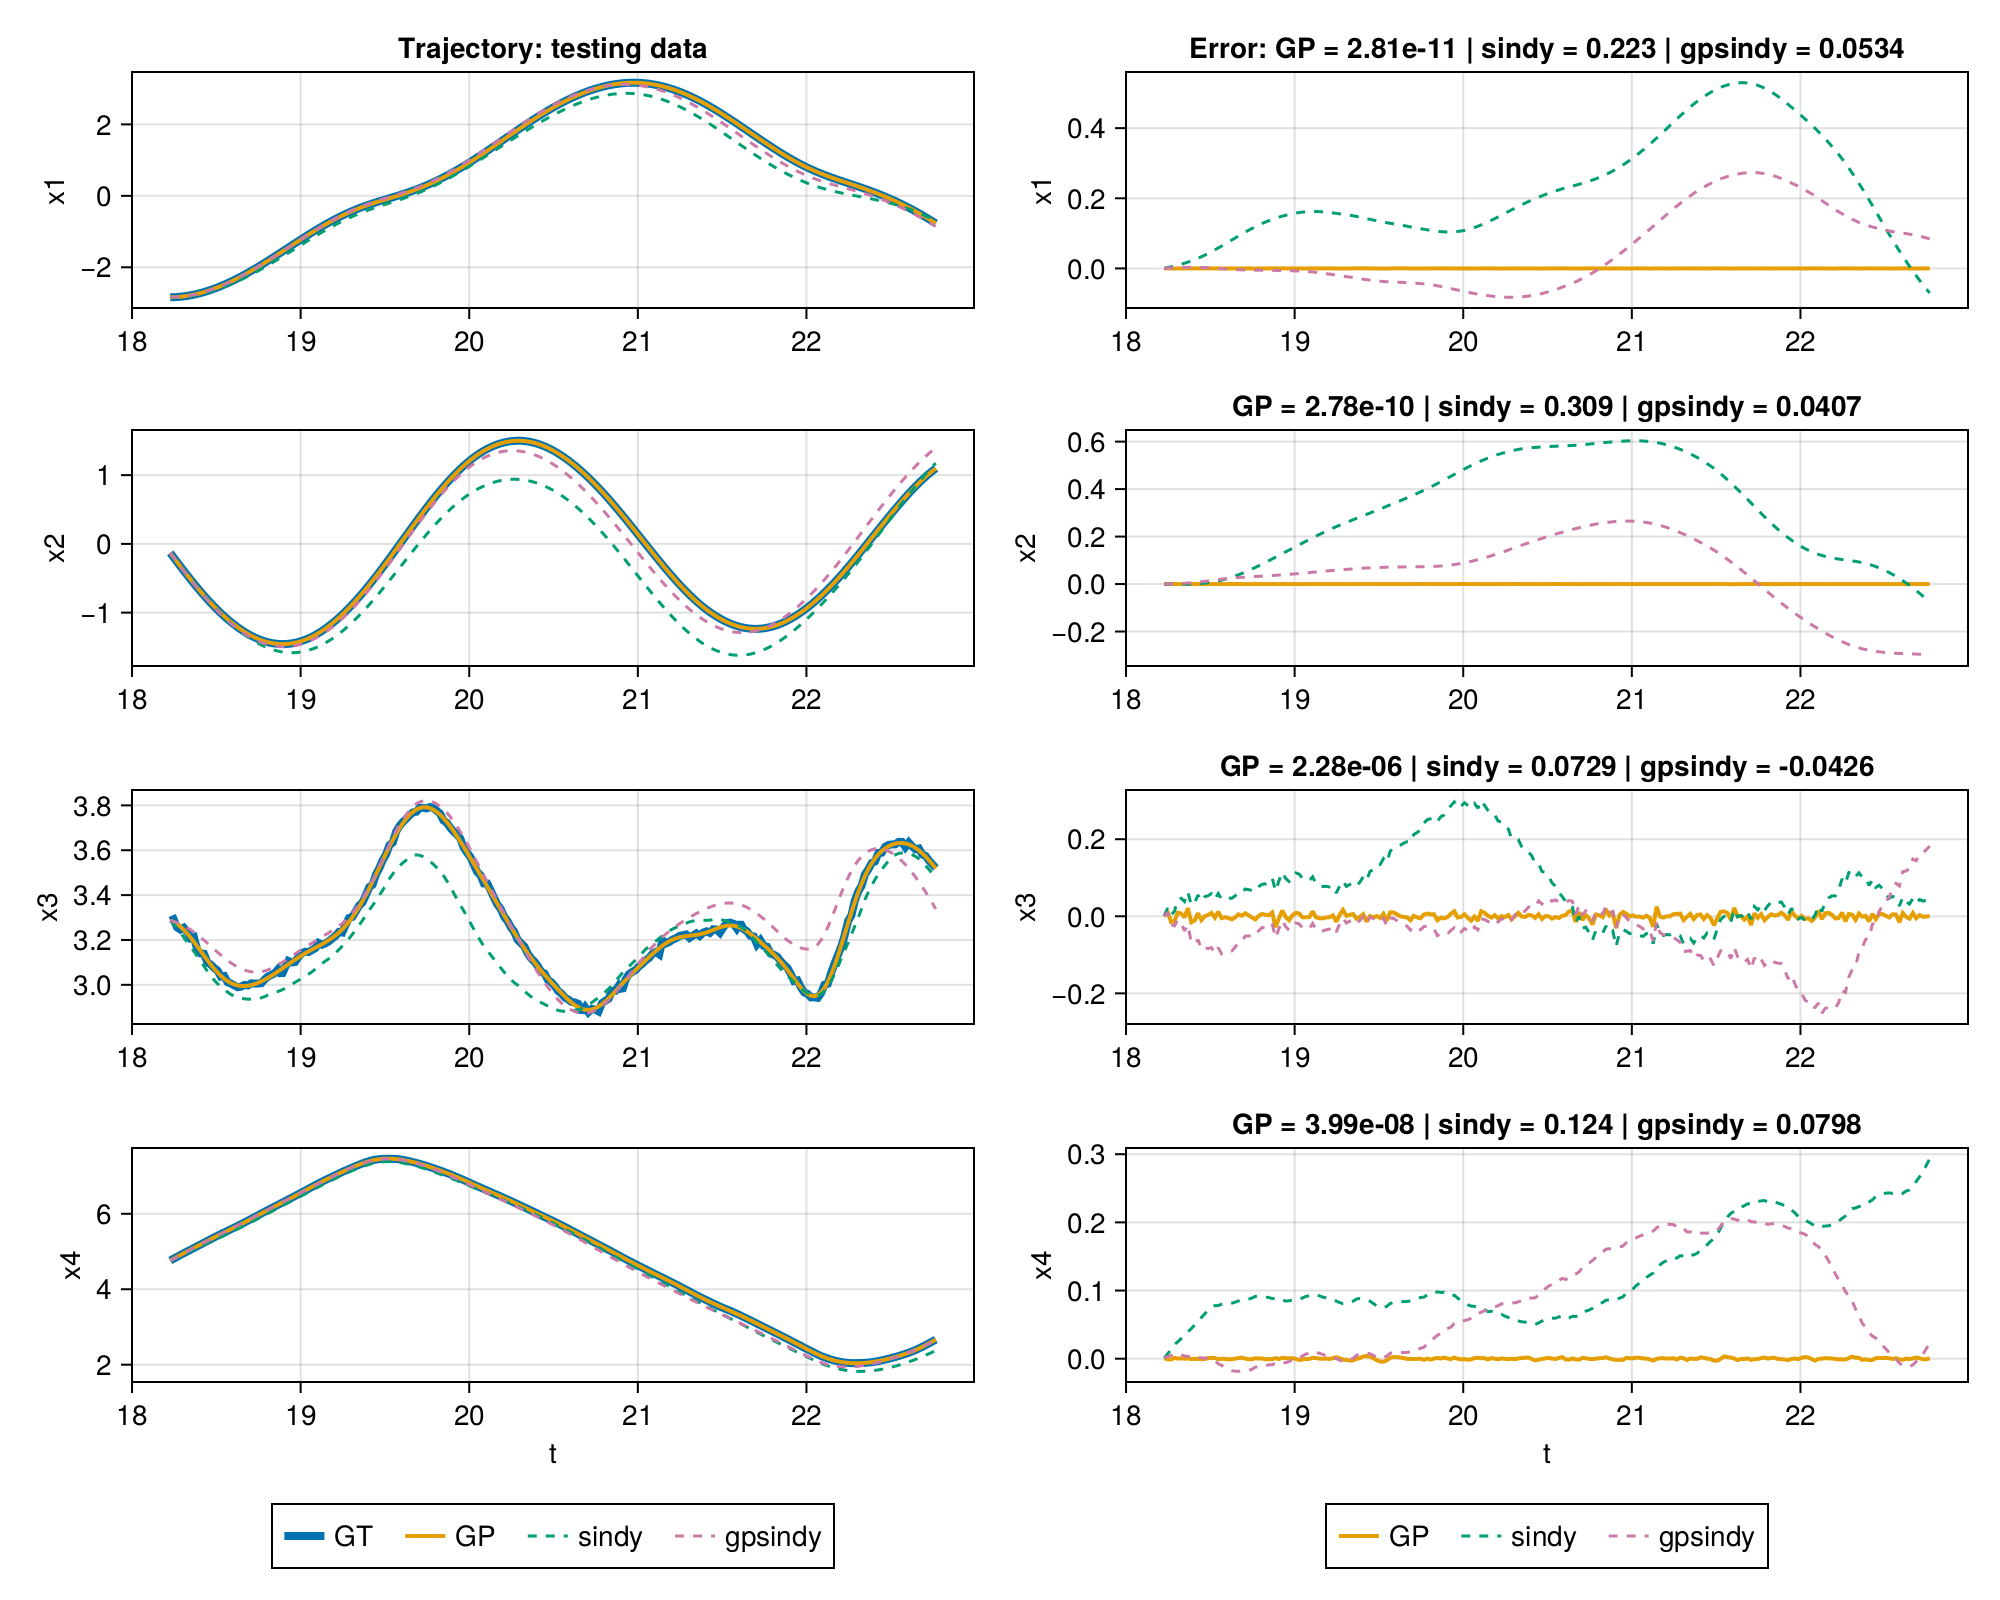 Trajectory: testing data
x1
2
0
−2
18 19 20 21 22
Error: GP = 2.81e-11 | sindy = 0.223 | gpsindy = 0.0534
x1
0.4
0.2
0.0
18 19 20 21 22
x2
1
0
−1
18 19 20 21 22
GP = 2.78e-10 | sindy = 0.309 | gpsindy = 0.0407
x2
0.6
0.4
0.2
0.0
−0.2
18 19 20 21 22
x3
3.8
3.6
3.4
3.2
3.0
18 19 20 21 22
GP = 2.28e-06 | sindy = 0.0729 | gpsindy = -0.0426
x3
0.2
0.0
−0.2
18 19 20 21 22
x4
6
4
2
18 19 20 21 22
t
GP = 3.99e-08 | sindy = 0.124 | gpsindy = 0.0798
x4
0.3
0.2
0.1
0.0
18 19 20 21 22
t
GT GP sindy gpsindy
GP sindy gpsindy